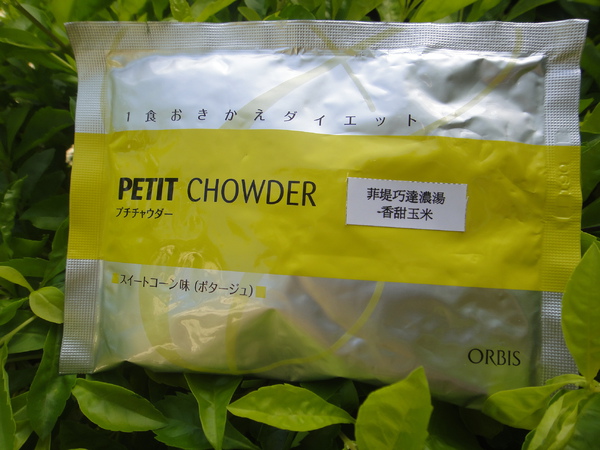 1食おきかえダイエット
PETIT CHOWDER
プチチャウダー
菲堤巧達濃湯
-香甜玉米
スイートコーン味 (ポタージュ)
ORBIS